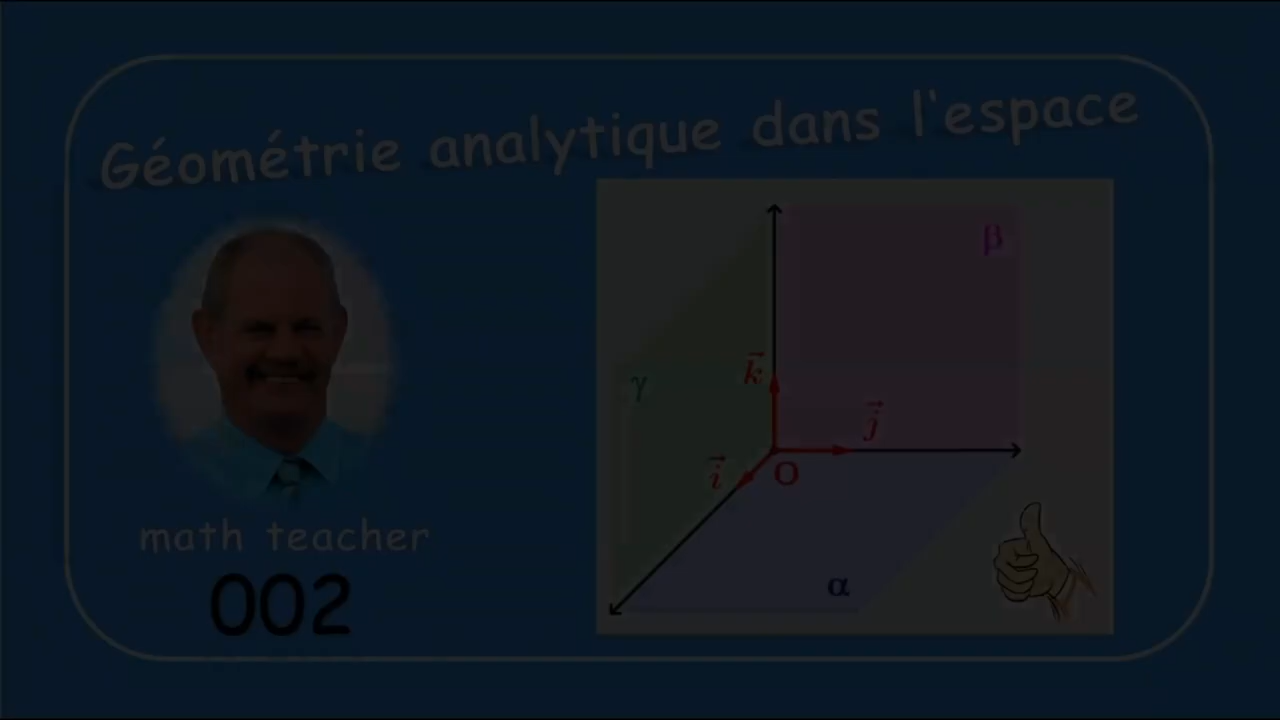 Géométrie analytique dans l'espace
β
k⃗
γ
j⃗
i⃗
O
math teacher
α
002